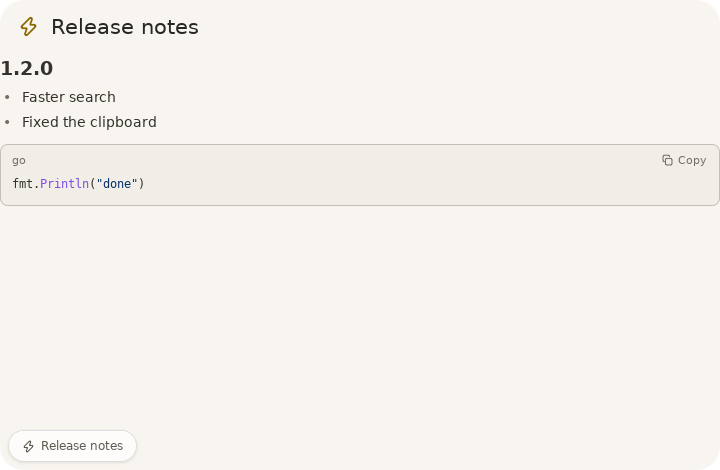 Release notes
1.2.0
• Faster search
• Fixed the clipboard
go
Copy
fmt.Println("done")
Release notes